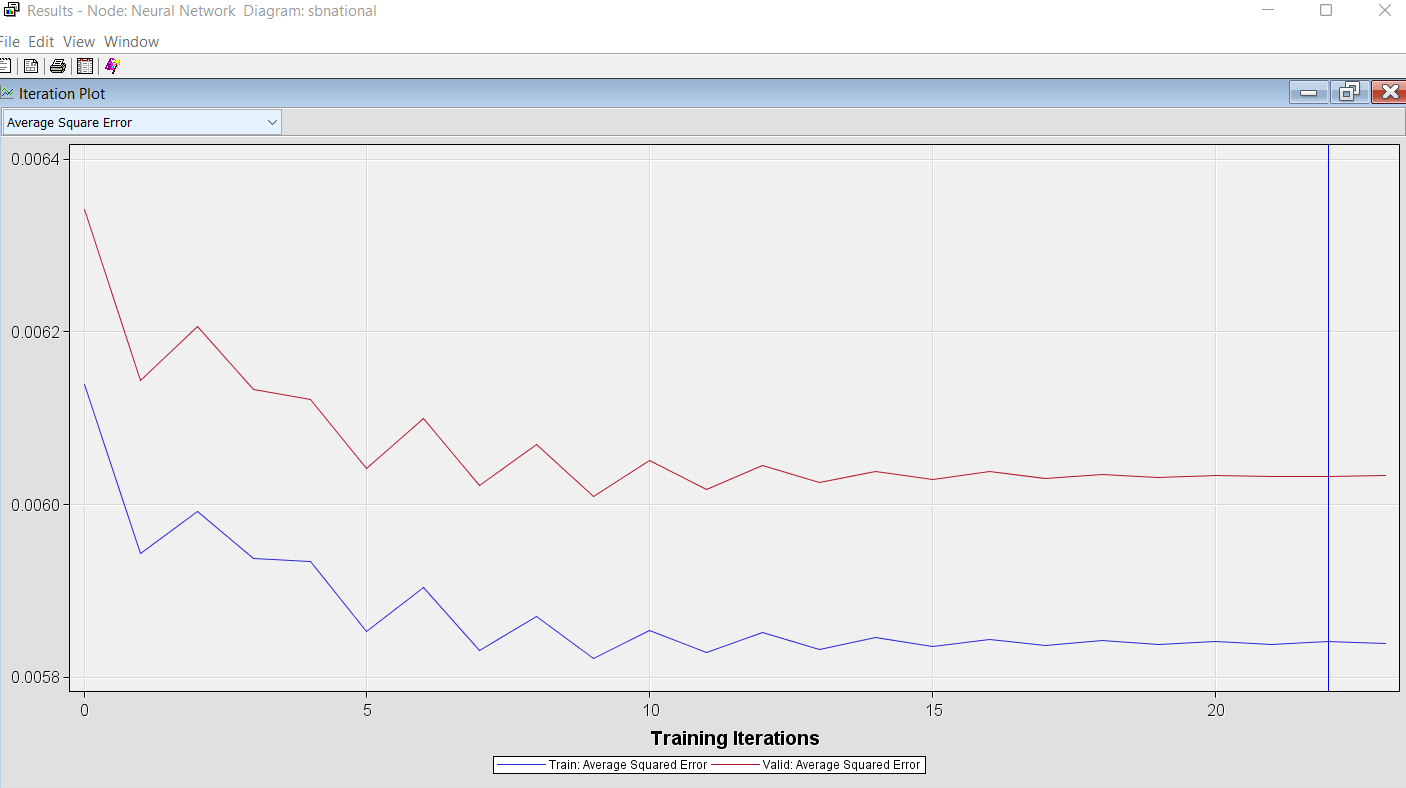 Results - Node: Neural Network Diagram: sbnational
File Edit View Window
Iteration Plot
Average Square Error
0.0064
0.0062
0.0060
0.0058
0 5 10 15 20
Training Iterations
Train: Average Squared Error Valid: Average Squared Error